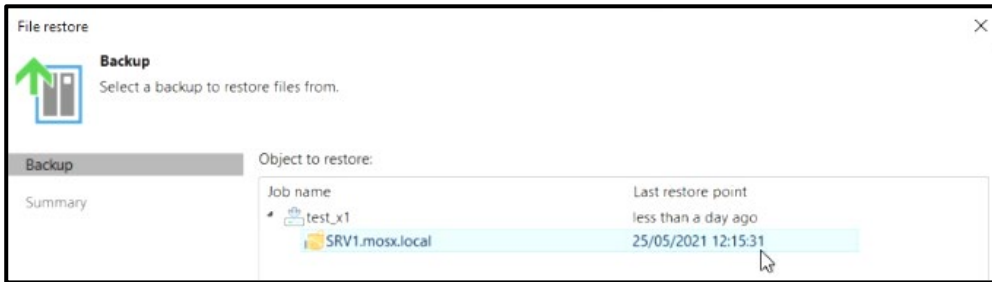 File restore
Backup
Select a backup to restore files from.
Backup
Object to restore:
Summary
Job name Last restore point
test_x1 less than a day ago
SRV1.mosx.local 25/05/2021 12:15:31